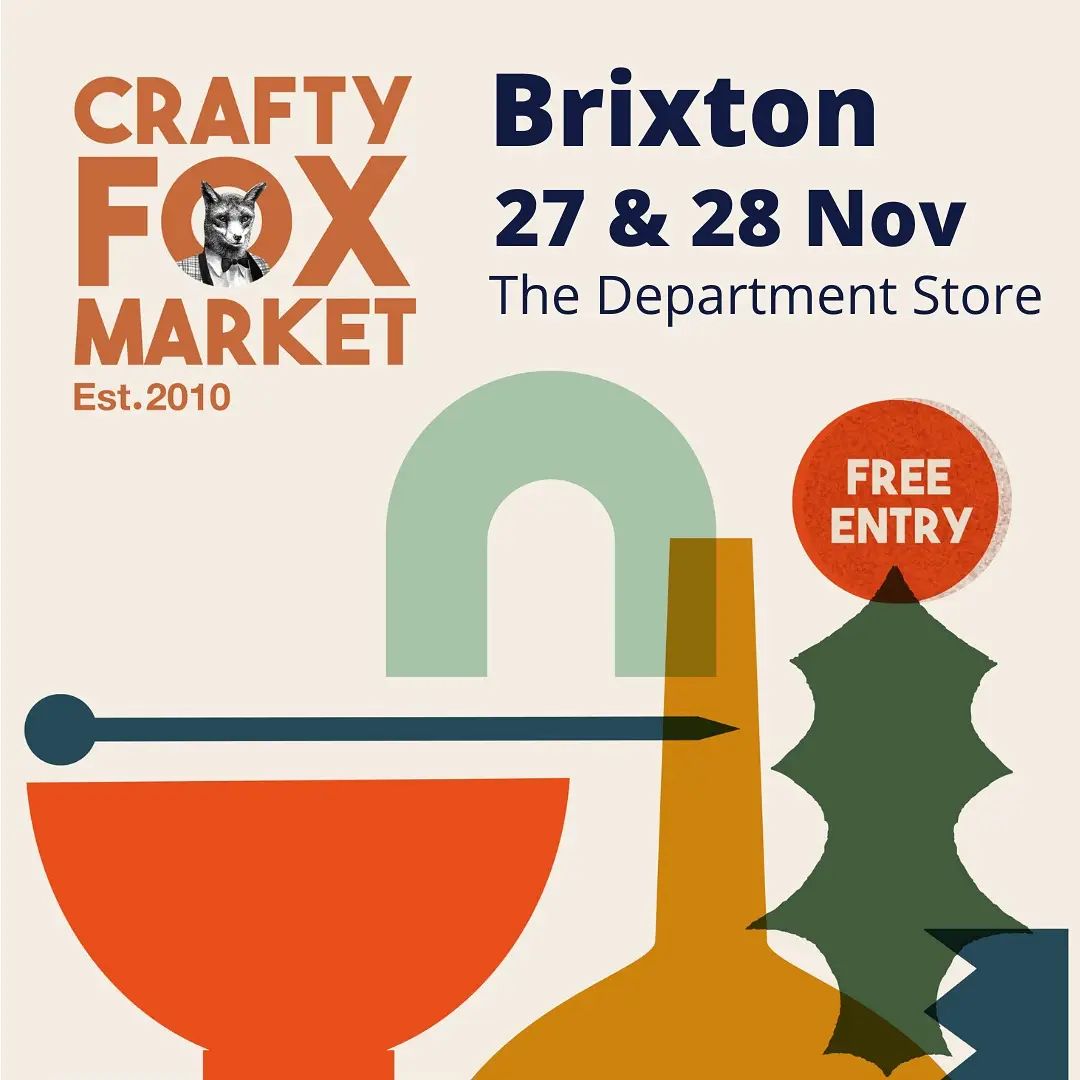 CRAFTY
FOX
MARKET
Est.2010
Brixton
27 & 28 Nov
The Department Store
FREE
ENTRY